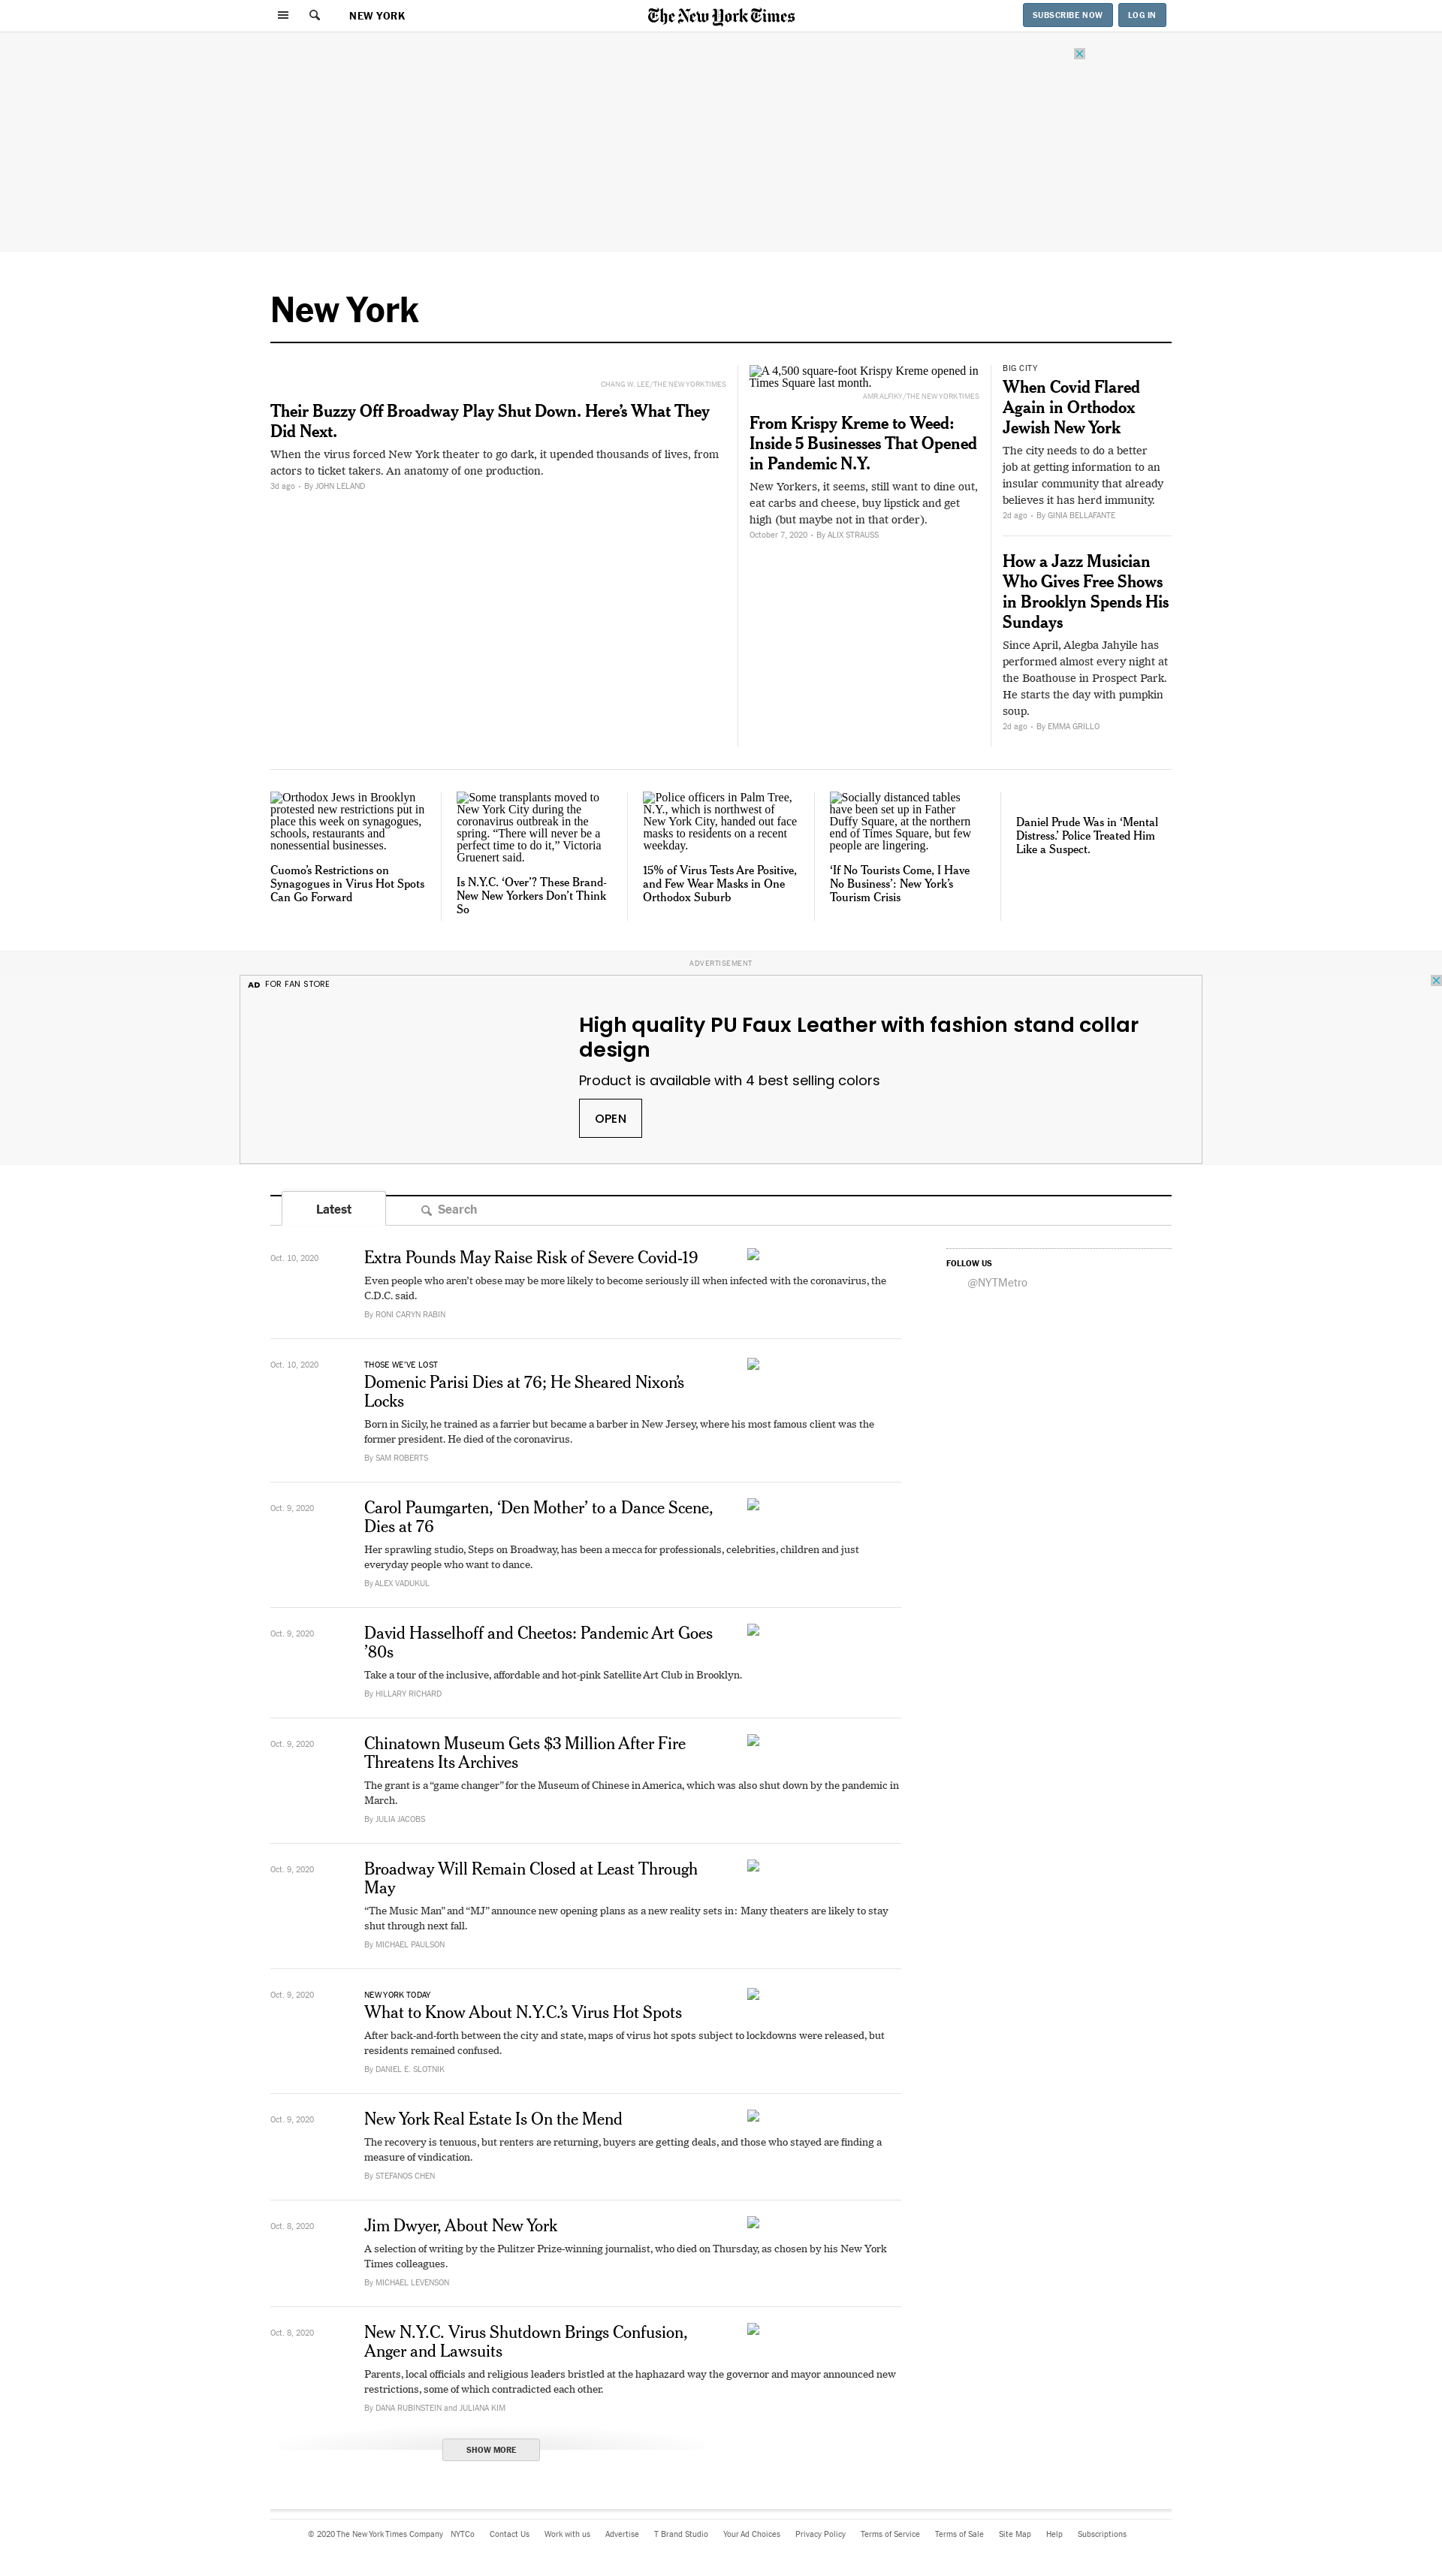 NEW YORK
The New York Times
SUBSCRIBE NOW
LOG IN
New York
CHANG W. LEE/THE NEW YORK TIMES
Their Buzzy Off Broadway Play Shut Down. Here’s What They
Did Next.
When the virus forced New York theater to go dark, it upended thousands of lives, from
actors to ticket takers. An anatomy of one production.
3d ago • By JOHN LELAND
A 4,500 square-foot Krispy Kreme opened in
Times Square last month.
AMR ALFIKY/THE NEW YORK TIMES
From Krispy Kreme to Weed:
Inside 5 Businesses That Opened
in Pandemic N.Y.
New Yorkers, it seems, still want to dine out,
eat carbs and cheese, buy lipstick and get
high (but maybe not in that order).
October 7, 2020 • By ALIX STRAUSS
BIG CITY
When Covid Flared
Again in Orthodox
Jewish New York
The city needs to do a better
job at getting information to an
insular community that already
believes it has herd immunity.
2d ago • By GINIA BELLAFANTE
How a Jazz Musician
Who Gives Free Shows
in Brooklyn Spends His
Sundays
Since April, Alegba Jahyile has
performed almost every night at
the Boathouse in Prospect Park.
He starts the day with pumpkin
soup.
2d ago • By EMMA GRILLO
Orthodox Jews in Brooklyn
protested new restrictions put in
place this week on synagogues,
schools, restaurants and
nonessential businesses.
Cuomo’s Restrictions on
Synagogues in Virus Hot Spots
Can Go Forward
Some transplants moved to
New York City during the
coronavirus outbreak in the
spring. “There will never be a
perfect time to do it,” Victoria
Gruenert said.
Is N.Y.C. ‘Over’? These Brand-
New New Yorkers Don’t Think
So
Police officers in Palm Tree,
N.Y., which is northwest of
New York City, handed out face
masks to residents on a recent
weekday.
15% of Virus Tests Are Positive,
and Few Wear Masks in One
Orthodox Suburb
Socially distanced tables
have been set up in Father
Duffy Square, at the northern
end of Times Square, but few
people are lingering.
‘If No Tourists Come, I Have
No Business’: New York’s
Tourism Crisis
Daniel Prude Was in ‘Mental
Distress.’ Police Treated Him
Like a Suspect.
ADVERTISEMENT
AD FOR FAN STORE
High quality PU Faux Leather with fashion stand collar
design
Product is available with 4 best selling colors
OPEN
Latest
Search
Oct. 10, 2020
Extra Pounds May Raise Risk of Severe Covid-19
Even people who aren’t obese may be more likely to become seriously ill when infected with the coronavirus, the
C.D.C. said.
By RONI CARYN RABIN
FOLLOW US
@NYTMetro
Oct. 10, 2020
THOSE WE’VE LOST
Domenic Parisi Dies at 76; He Sheared Nixon’s
Locks
Born in Sicily, he trained as a farrier but became a barber in New Jersey, where his most famous client was the
former president. He died of the coronavirus.
By SAM ROBERTS
Oct. 9, 2020
Carol Paumgarten, ‘Den Mother’ to a Dance Scene,
Dies at 76
Her sprawling studio, Steps on Broadway, has been a mecca for professionals, celebrities, children and just
everyday people who want to dance.
By ALEX VADUKUL
Oct. 9, 2020
David Hasselhoff and Cheetos: Pandemic Art Goes
’80s
Take a tour of the inclusive, affordable and hot-pink Satellite Art Club in Brooklyn.
By HILLARY RICHARD
Oct. 9, 2020
Chinatown Museum Gets $3 Million After Fire
Threatens Its Archives
The grant is a “game changer” for the Museum of Chinese in America, which was also shut down by the pandemic in
March.
By JULIA JACOBS
Oct. 9, 2020
Broadway Will Remain Closed at Least Through
May
“The Music Man” and “MJ” announce new opening plans as a new reality sets in: Many theaters are likely to stay
shut through next fall.
By MICHAEL PAULSON
Oct. 9, 2020
NEW YORK TODAY
What to Know About N.Y.C.’s Virus Hot Spots
After back-and-forth between the city and state, maps of virus hot spots subject to lockdowns were released, but
residents remained confused.
By DANIEL E. SLOTNIK
Oct. 9, 2020
New York Real Estate Is On the Mend
The recovery is tenuous, but renters are returning, buyers are getting deals, and those who stayed are finding a
measure of vindication.
By STEFANOS CHEN
Oct. 8, 2020
Jim Dwyer, About New York
A selection of writing by the Pulitzer Prize-winning journalist, who died on Thursday, as chosen by his New York
Times colleagues.
By MICHAEL LEVENSON
Oct. 8, 2020
New N.Y.C. Virus Shutdown Brings Confusion,
Anger and Lawsuits
Parents, local officials and religious leaders bristled at the haphazard way the governor and mayor announced new
restrictions, some of which contradicted each other.
By DANA RUBINSTEIN and JULIANA KIM
SHOW MORE
© 2020 The New York Times Company NYTCo Contact Us Work with us Advertise T Brand Studio Your Ad Choices Privacy Policy Terms of Service Terms of Sale Site Map Help Subscriptions